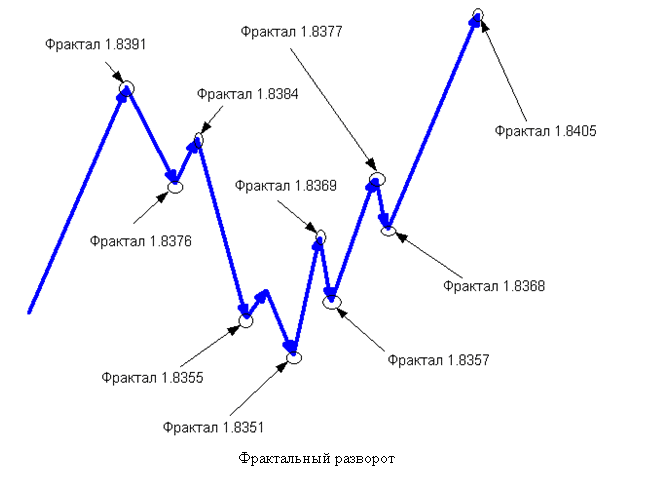 Фрактал 1.8377
Фрактал 1.8391
Фрактал 1.8384
Фрактал 1.8405
Фрактал 1.8369
Фрактал 1.8376
Фрактал 1.8368
Фрактал 1.8357
Фрактал 1.8355
Фрактал 1.8351
Фрактальный разворот